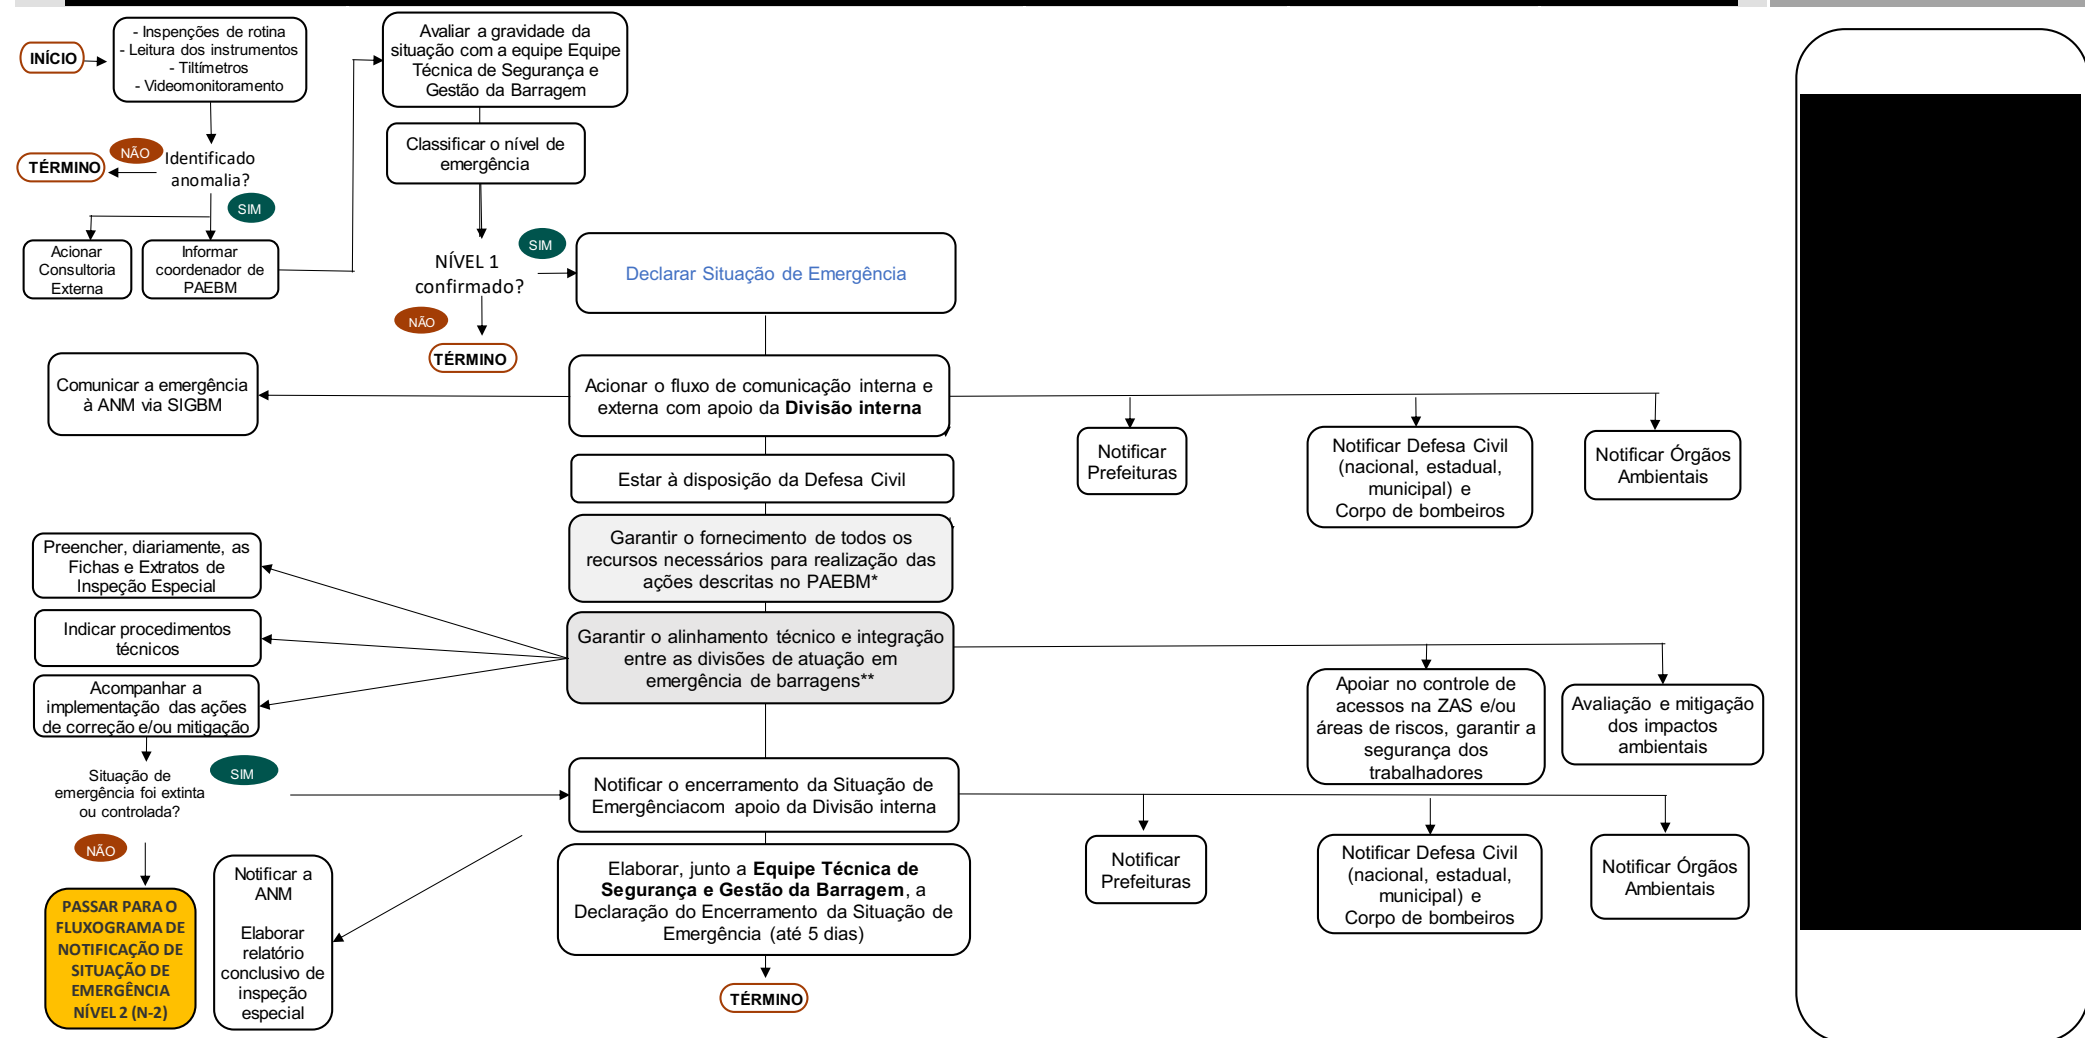 INÍCIO
- Inspenções de rotina
- Leitura dos instrumentos
- Tiltímetros
- Videomonitoramento
Avaliar a gravidade da
situação com a equipe Equipe
Técnica de Segurança e
Gestão da Barragem
Classificar o nível de
emergência
TÉRMINO
NÃO
Identificado
anomalia?
SIM
Acionar
Consultoria
Externa
Informar
coordenador de
PAEBM
NÍVEL 1
confirmado?
SIM
NÃO
TÉRMINO
Declarar Situação de Emergência
Comunicar a emergência
à ANM via SIGBM
Acionar o fluxo de comunicação interna e
externa com apoio da Divisão interna
Notificar
Prefeituras
Notificar Defesa Civil
(nacional, estadual,
municipal) e
Corpo de bombeiros
Notificar Órgãos
Ambientais
Estar à disposição da Defesa Civil
Garantir o fornecimento de todos os
recursos necessários para realização das
ações descritas no PAEBM*
Preencher, diariamente, as
Fichas e Extratos de
Inspeção Especial
Indicar procedimentos
técnicos
Acompanhar a
implementação das ações
de correção e/ou mitigação
Garantir o alinhamento técnico e integração
entre as divisões de atuação em
emergência de barragens**
Apoiar no controle de
acessos na ZAS e/ou
áreas de riscos, garantir a
segurança dos
trabalhadores
Avaliação e mitigação
dos impactos
ambientais
Situação de
emergência foi extinta
ou controlada?
SIM
NÃO
Notificar o encerramento da Situação de
Emergênciacom apoio da Divisão interna
Notificar
Prefeituras
Notificar Defesa Civil
(nacional, estadual,
municipal) e
Corpo de bombeiros
Notificar Órgãos
Ambientais
PASSAR PARA O
FLUXOGRAMA DE
NOTIFICAÇÃO DE
SITUAÇÃO DE
EMERGÊNCIA
NÍVEL 2 (N-2)
Notificar a
ANM
Elaborar
relatório
conclusivo de
inspeção
especial
Elaborar, junto a Equipe Técnica de
Segurança e Gestão da Barragem, a
Declaração do Encerramento da Situação de
Emergência (até 5 dias)
TÉRMINO